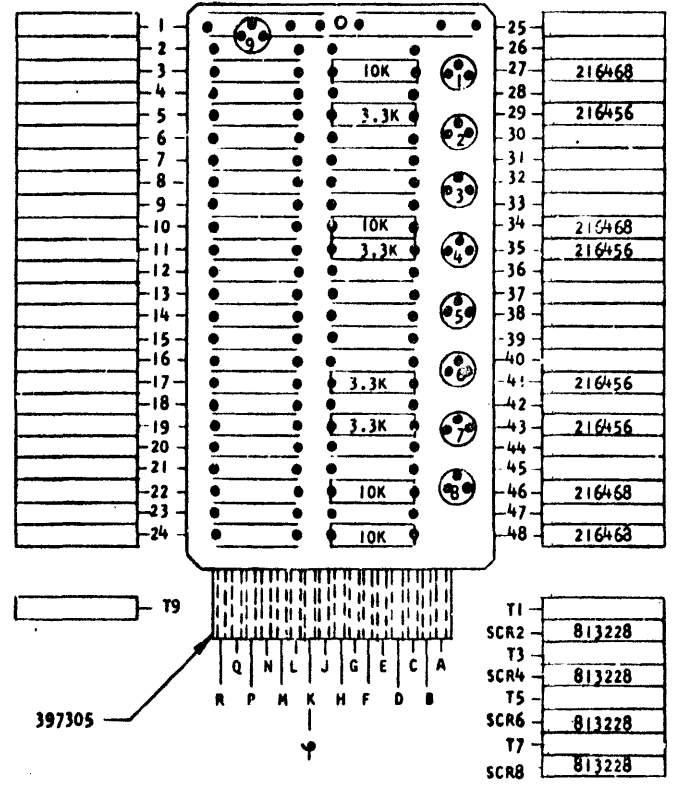 1 25
9
2 26
3 10K 27 216468
1
4 28
5 3.3K 29 216456
6 2 30
7 31
8 32
3
9 33
10 10K 34 216468
11 3.3K 4 35 216456
12 36
13 37
14 5 38
15 39
16 40
6
17 3.3K 41 216456
18 42
19 3.3K 7 43 216456
20 44
21 45
22 10K 8 46 216468
23 47
24 10K 48 216468
T9
T1
SCR2 813228
T3
SCR4 813228
T5
SCR6 813228
T7
SCR8 813228
Q N L J G E C A
R P M K H F D B
397305
φ